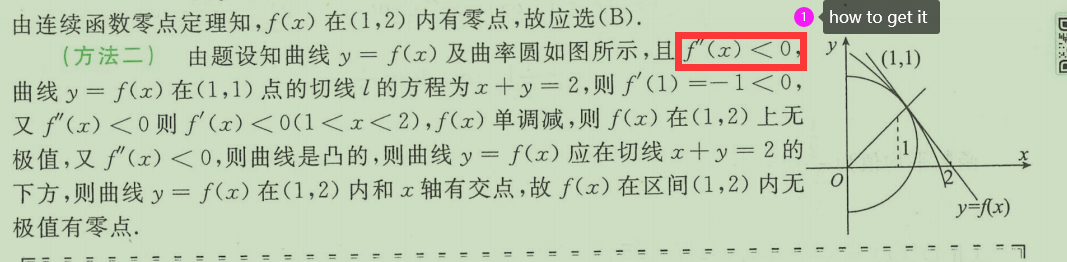 由连续函数零点定理知,f(x) 在(1,2) 内有零点,故应选(B).
1 how to get it
(方法二) 由题设知曲线 y = f(x) 及曲率圆如图所示,且 f″(x) < 0,
曲线 y = f(x) 在(1,1) 点的切线 l 的方程为 x + y = 2,则 f′(1) = −1 < 0,
又 f″(x) < 0 则 f′(x) < 0(1 < x < 2),f(x) 单调减,则 f(x) 在(1,2) 上无
极值,又 f″(x) < 0,则曲线是凸的,则曲线 y = f(x) 应在切线 x + y = 2 的
下方,则曲线 y = f(x) 在(1,2) 内和 x 轴有交点,故 f(x) 在区间(1,2) 内无
极值有零点.
y
(1,1)
1
x
O
2
y=f(x)